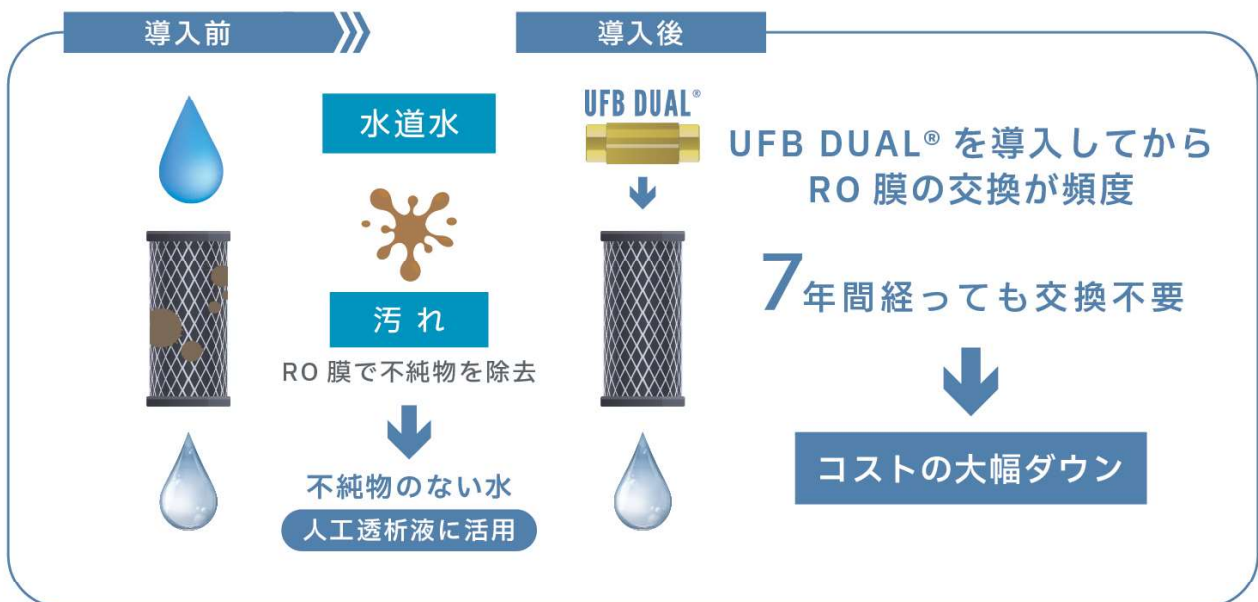 導入前
水道水
汚れ
RO 膜で不純物を除去
不純物のない水
人工透析液に活用
導入後
UFB DUAL®
UFB DUAL® を導入してから
RO 膜の交換が頻度
7年間経っても交換不要
コストの大幅ダウン